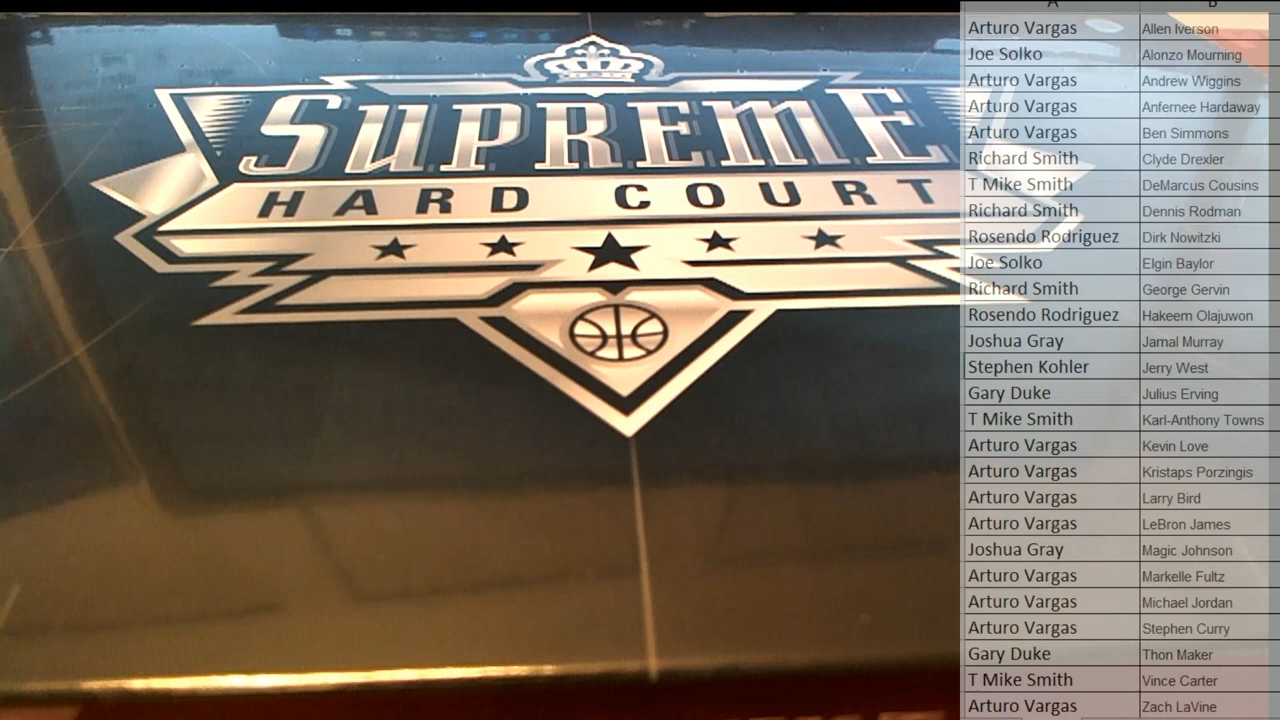 SUPREME
HARD COURT
A B
Arturo Vargas Allen Iverson
Joe Solko Alonzo Mourning
Arturo Vargas Andrew Wiggins
Arturo Vargas Anfernee Hardaway
Arturo Vargas Ben Simmons
Richard Smith Clyde Drexler
T Mike Smith DeMarcus Cousins
Richard Smith Dennis Rodman
Rosendo Rodriguez Dirk Nowitzki
Joe Solko Elgin Baylor
Richard Smith George Gervin
Rosendo Rodriguez Hakeem Olajuwon
Joshua Gray Jamal Murray
Stephen Kohler Jerry West
Gary Duke Julius Erving
T Mike Smith Karl-Anthony Towns
Arturo Vargas Kevin Love
Arturo Vargas Kristaps Porzingis
Arturo Vargas Larry Bird
Arturo Vargas LeBron James
Joshua Gray Magic Johnson
Arturo Vargas Markelle Fultz
Arturo Vargas Michael Jordan
Arturo Vargas Stephen Curry
Gary Duke Thon Maker
T Mike Smith Vince Carter
Arturo Vargas Zach LaVine